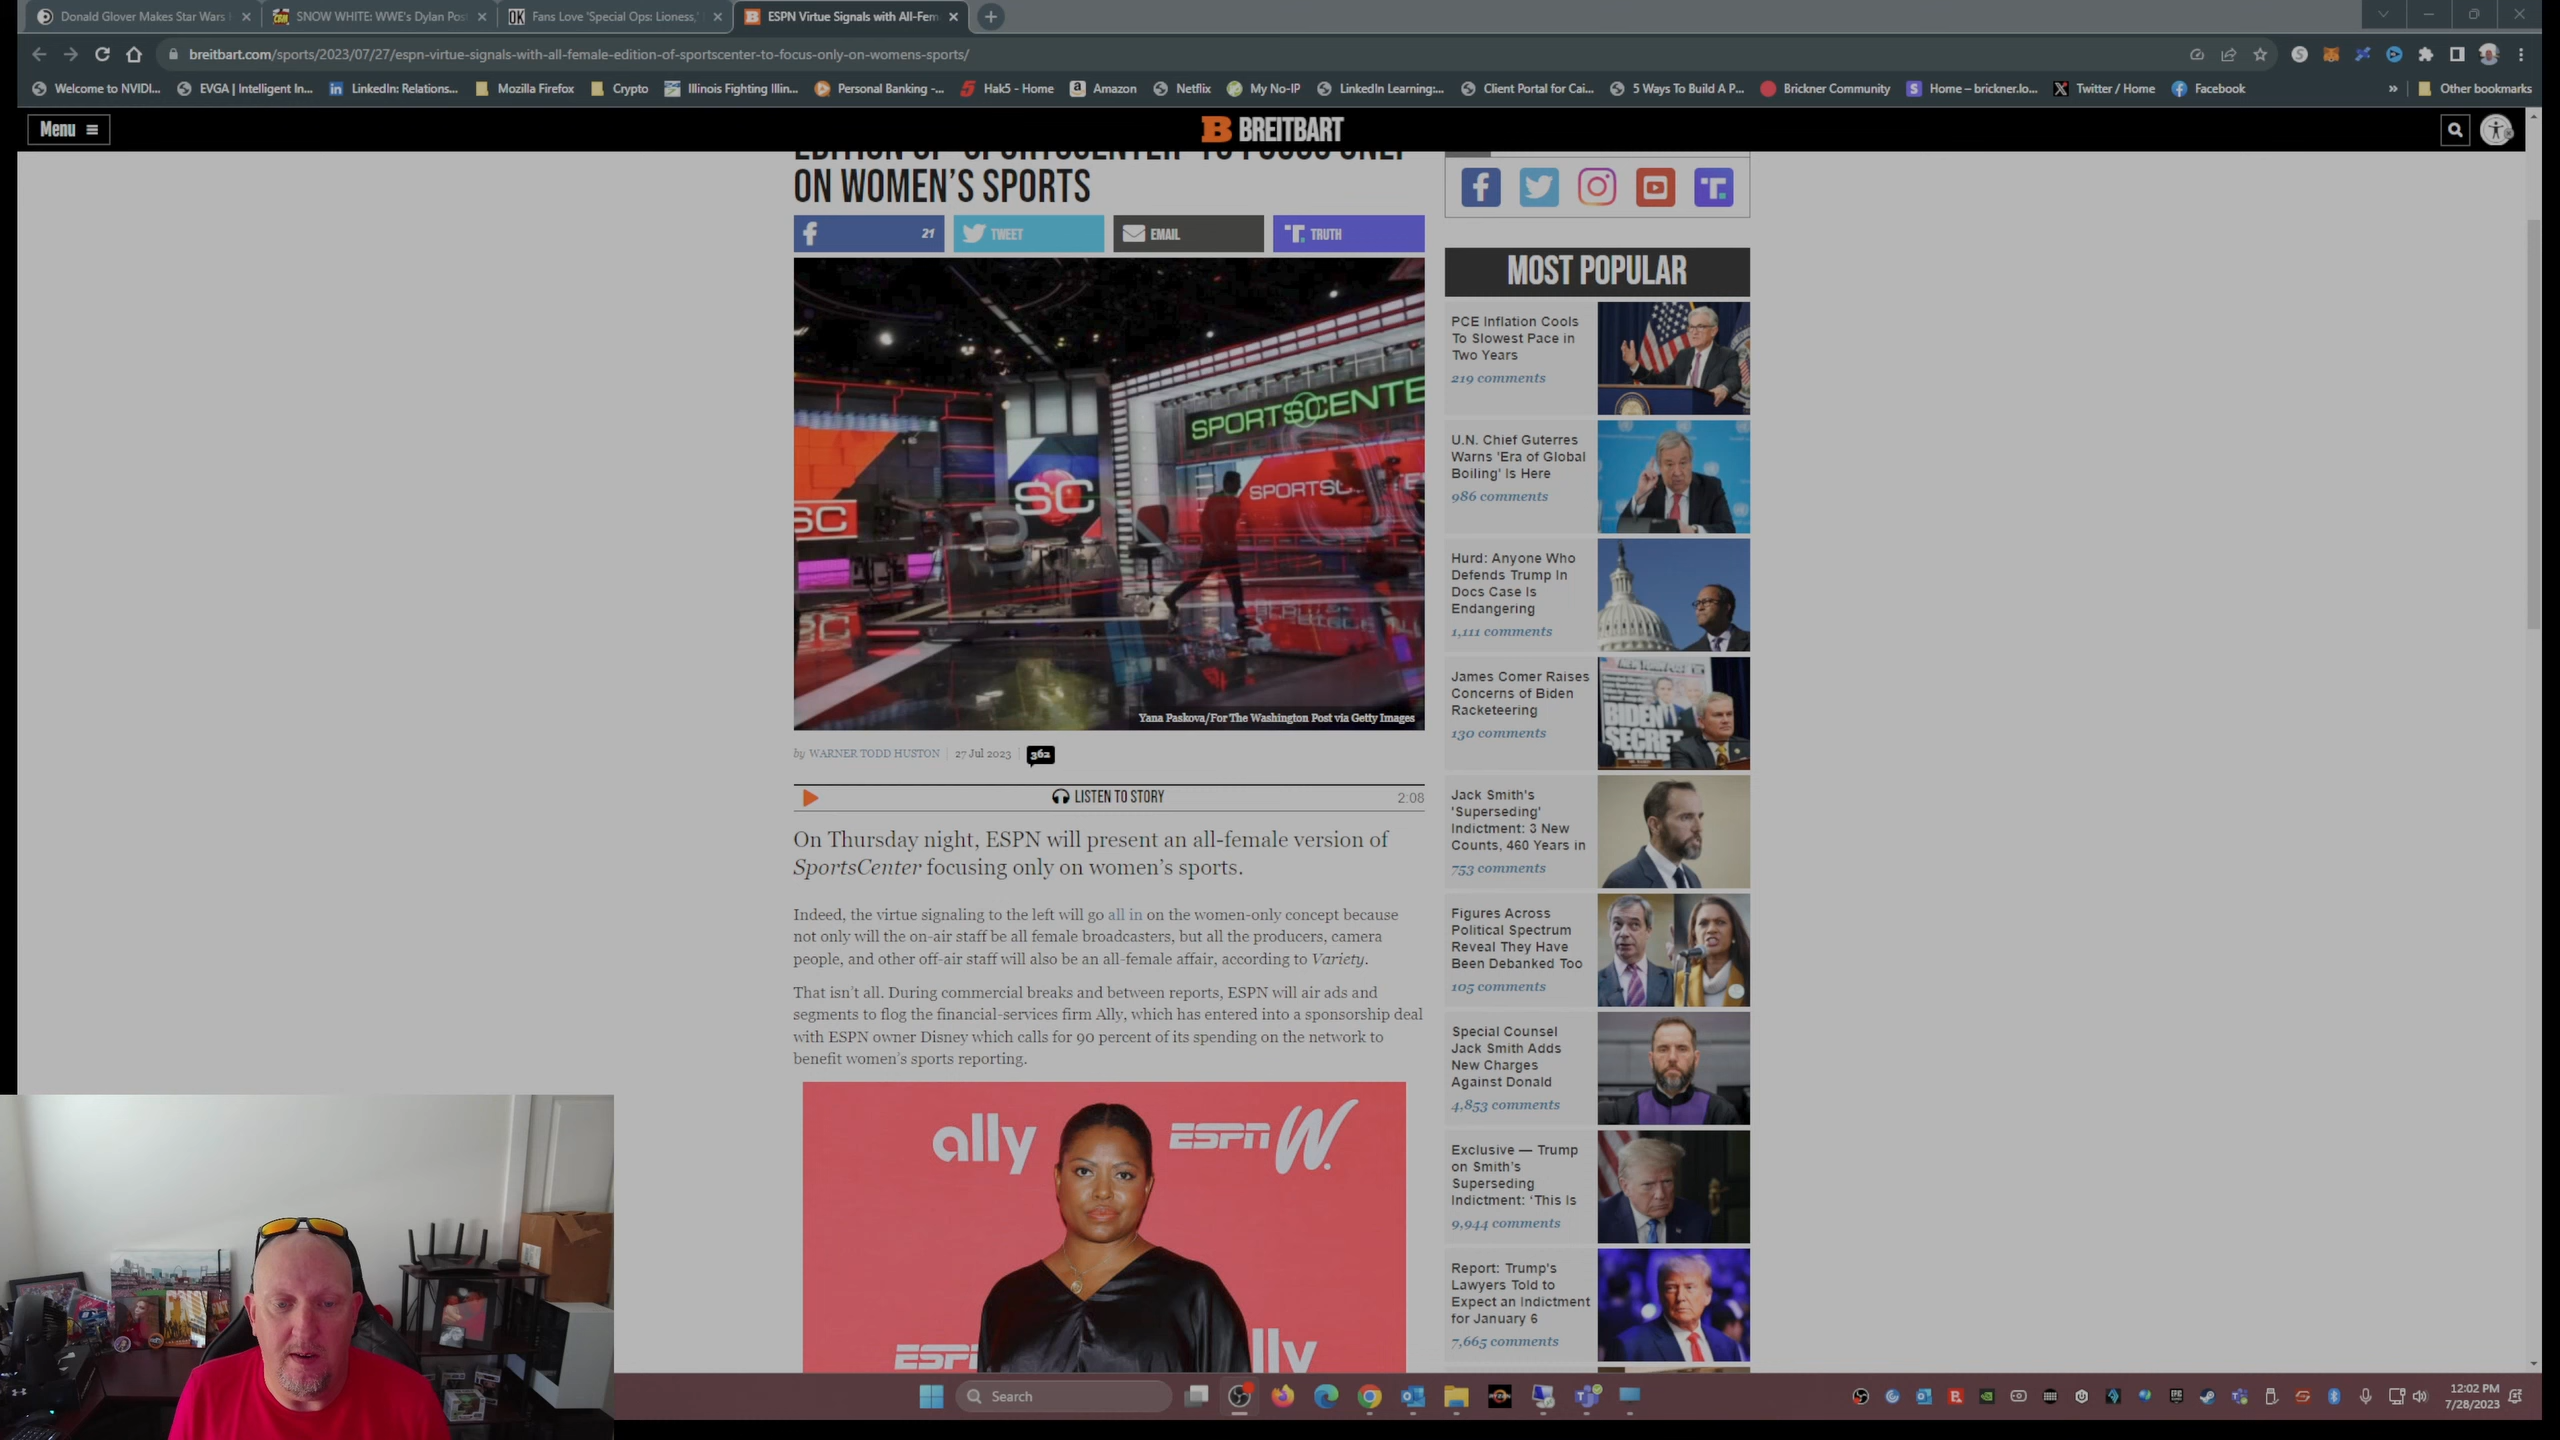 Donald Glover Makes Star Wars
SNOW WHITE: WWE's Dylan Pos
Fans Love 'Special Ops: Lioness,'
ESPN Virtue Signals with All-Fem
breitbart.com/sports/2023/07/27/espn-virtue-signals-with-all-female-edition-of-sportscenter-to-focus-only-on-womens-sports/
Welcome to NVIDI... EVGA | Intelligent In... LinkedIn: Relations... Mozilla Firefox Crypto Illinois Fighting Illin... Personal Banking -... Hak5 - Home Amazon Netflix My No-IP LinkedIn Learning:... Client Portal for Cai... 5 Ways To Build A P... Brickner Community Home – brickner.lo... Twitter / Home Facebook » Other bookmarks
Menu
B BREITBART
EDITION OF 'SPORTSCENTER' TO FOCUS ONLY
ON WOMEN'S SPORTS
21 TWEET EMAIL TRUTH
SPORTSCENTE
SC
SPORTSC
SC
Yana Paskova/For The Washington Post via Getty Images
by WARNER TODD HUSTON | 27 Jul 2023 | 362
LISTEN TO STORY 2:08
On Thursday night, ESPN will present an all-female version of
SportsCenter focusing only on women's sports.
Indeed, the virtue signaling to the left will go all in on the women-only concept because
not only will the on-air staff be all female broadcasters, but all the producers, camera
people, and other off-air staff will also be an all-female affair, according to Variety.
That isn't all. During commercial breaks and between reports, ESPN will air ads and
segments to flog the financial-services firm Ally, which has entered into a sponsorship deal
with ESPN owner Disney which calls for 90 percent of its spending on the network to
benefit women's sports reporting.
ally
ESPN W.
ESP
lly
MOST POPULAR
PCE Inflation Cools
To Slowest Pace in
Two Years
219 comments
U.N. Chief Guterres
Warns 'Era of Global
Boiling' Is Here
986 comments
Hurd: Anyone Who
Defends Trump In
Docs Case Is
Endangering
1,111 comments
James Comer Raises
Concerns of Biden
Racketeering
130 comments
BIDEN
SECRE
Jack Smith's
'Superseding'
Indictment: 3 New
Counts, 460 Years in
753 comments
Figures Across
Political Spectrum
Reveal They Have
Been Debanked Too
105 comments
Special Counsel
Jack Smith Adds
New Charges
Against Donald
4,853 comments
Exclusive — Trump
on Smith's
Superseding
Indictment: 'This Is
9,944 comments
Report: Trump's
Lawyers Told to
Expect an Indictment
for January 6
7,665 comments
Search
12:02 PM
7/28/2023